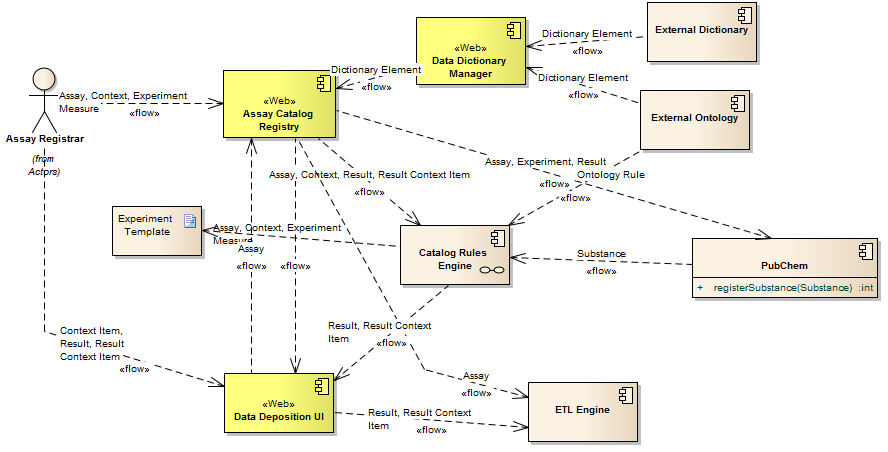 External Dictionary
Dictionary Element
«flow»
«Web»
Data Dictionary
Manager
Dictionary Element
«flow»
Dictionary Element
«flow»
External Ontology
Assay Registrar
(from
Actors)
Assay, Context, Experiment
Measure
«flow»
«Web»
Assay Catalog
Registry
Assay, Experiment, Result
«flow»
Ontology Rule
«flow»
Assay, Context, Result, Result Context Item
«flow»
Experiment
Template
Assay, Context, Experiment
Measure
Assay
«flow»
«flow»
«flow»
Catalog Rules
Engine
Substance
«flow»
PubChem
+ registerSubstance(Substance) :int
Context Item,
Result, Result
Context Item
«flow»
Result, Result Context
Item
«flow»
Assay
«flow»
«Web»
Data Deposition UI
Result, Result Context
Item
«flow»
ETL Engine